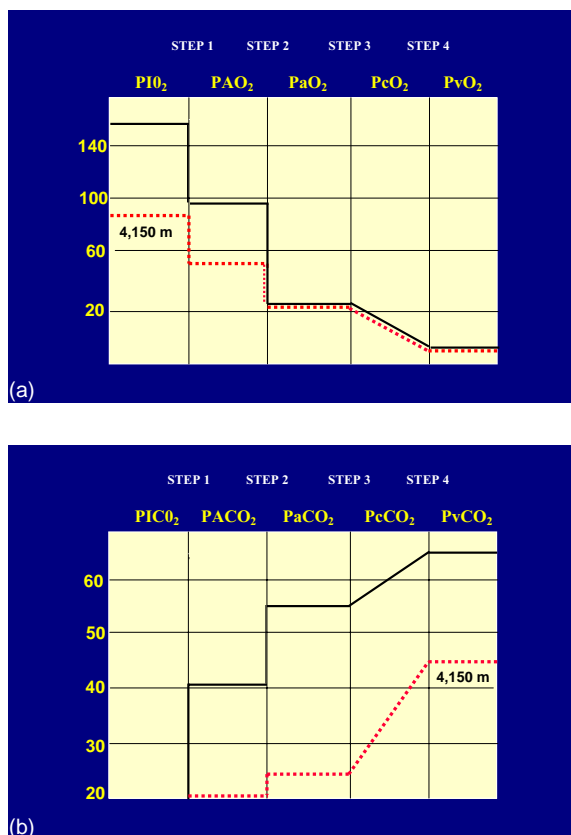 STEP 1 STEP 2 STEP 3 STEP 4
PI0₂ PAO₂ PaO₂ PcO₂ PvO₂
140
100
4,150 m
60
20
(a)
STEP 1 STEP 2 STEP 3 STEP 4
PIC0₂ PACO₂ PaCO₂ PcCO₂ PvCO₂
60
50
40
4,150 m
30
20
(b)